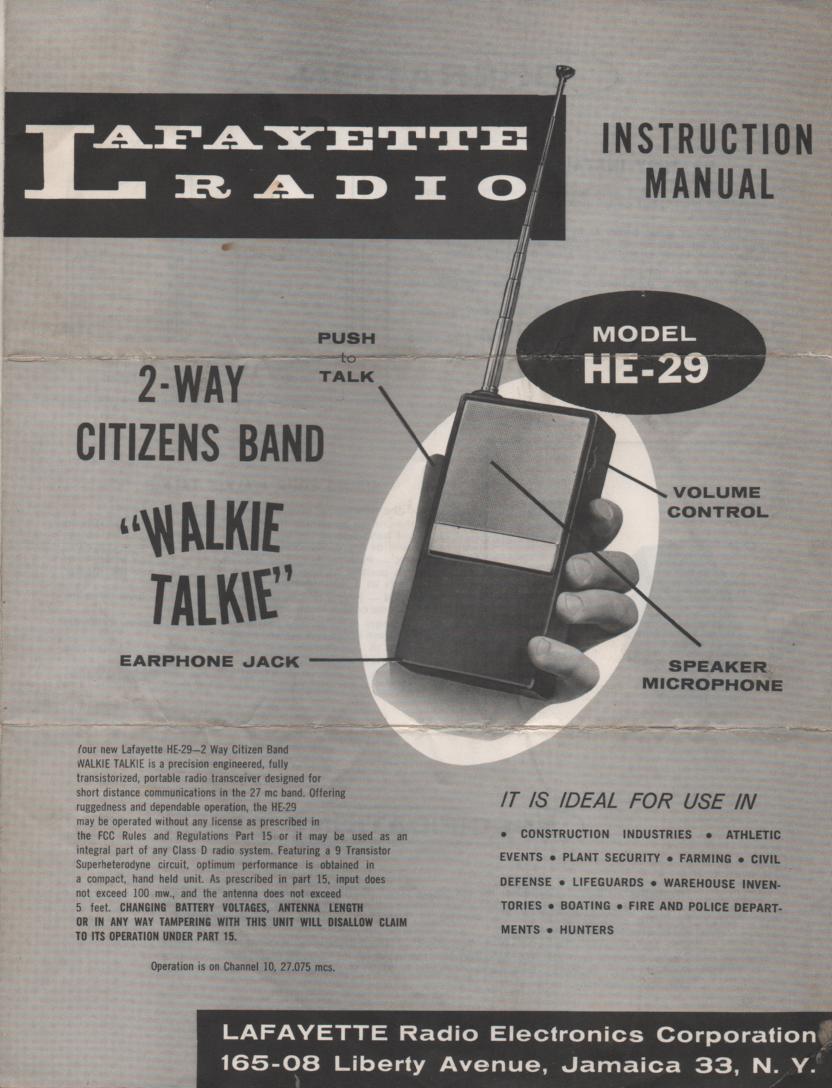 LAFAYETTE
RADIO
INSTRUCTION
MANUAL
MODEL
HE-29
PUSH
to
TALK
2-WAY
CITIZENS BAND
“WALKIE
TALKIE”
VOLUME
CONTROL
EARPHONE JACK
SPEAKER
MICROPHONE
Your new Lafayette HE-29—2 Way Citizen Band
WALKIE TALKIE is a precision engineered, fully
transistorized, portable radio transceiver designed for
short distance communications in the 27 mc band. Offering
ruggedness and dependable operation, the HE-29
may be operated without any license as prescribed in
the FCC Rules and Regulations Part 15 or it may be used as an
integral part of any Class D radio system. Featuring a 9 Transistor
Superheterodyne circuit, optimum performance is obtained in
a compact, hand held unit. As prescribed in part 15, input does
not exceed 100 mw., and the antenna does not exceed
5 feet. CHANGING BATTERY VOLTAGES, ANTENNA LENGTH
OR IN ANY WAY TAMPERING WITH THIS UNIT WILL DISALLOW CLAIM
TO ITS OPERATION UNDER PART 15.
Operation is on Channel 10, 27.075 mcs.
IT IS IDEAL FOR USE IN
• CONSTRUCTION INDUSTRIES • ATHLETIC
EVENTS • PLANT SECURITY • FARMING • CIVIL
DEFENSE • LIFEGUARDS • WAREHOUSE INVEN-
TORIES • BOATING • FIRE AND POLICE DEPART-
MENTS • HUNTERS
LAFAYETTE Radio Electronics Corporation
165-08 Liberty Avenue, Jamaica 33, N. Y.